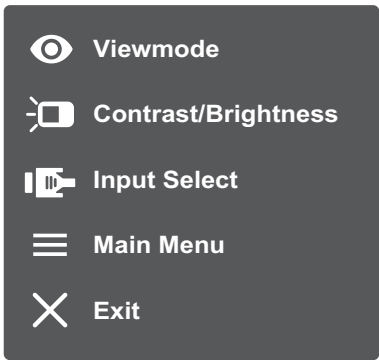 Viewmode
Contrast/Brightness
Input Select
Main Menu
Exit